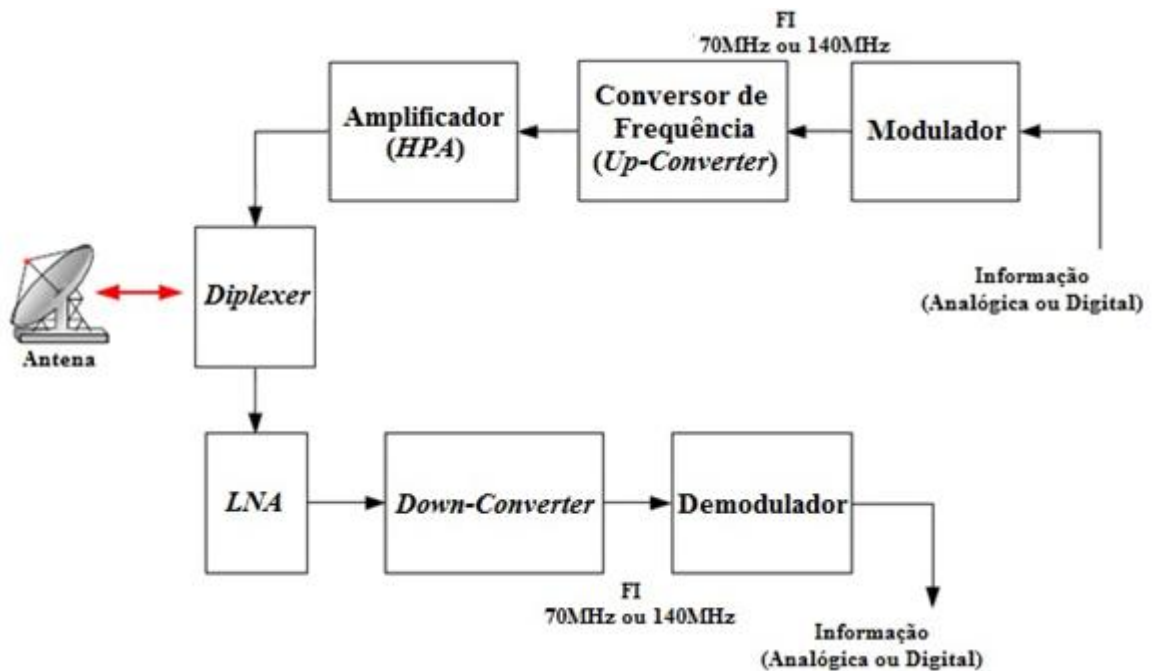 FI
70MHz ou 140MHz
Amplificador
(HPA)
Conversor de
Frequência
(Up-Converter)
Modulador
Informação
(Analógica ou Digital)
Diplexer
Antena
LNA
Down-Converter
Demodulador
FI
70MHz ou 140MHz
Informação
(Analógica ou Digital)